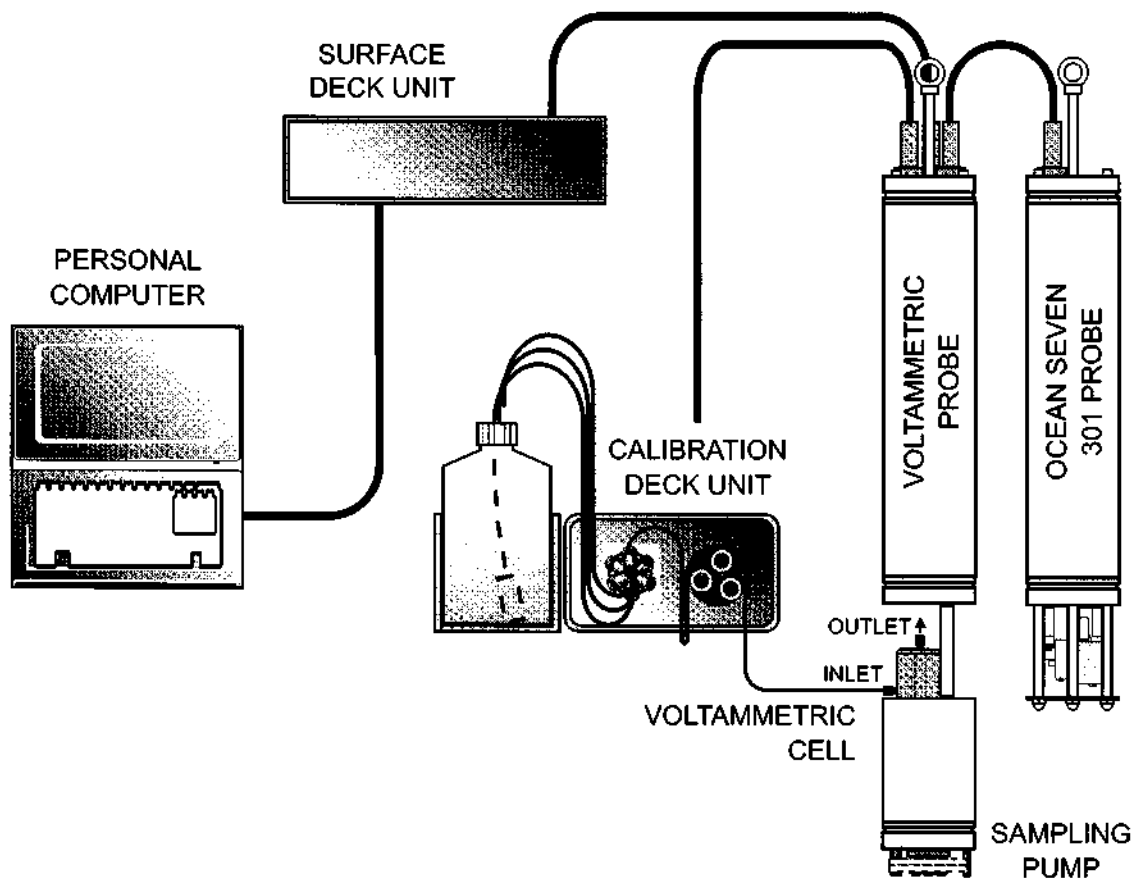 SURFACE
DECK UNIT
PERSONAL
COMPUTER
VOLTAMMETRIC
PROBE
OCEAN SEVEN
301 PROBE
CALIBRATION
DECK UNIT
OUTLET
INLET
VOLTAMMETRIC
CELL
SAMPLING
PUMP